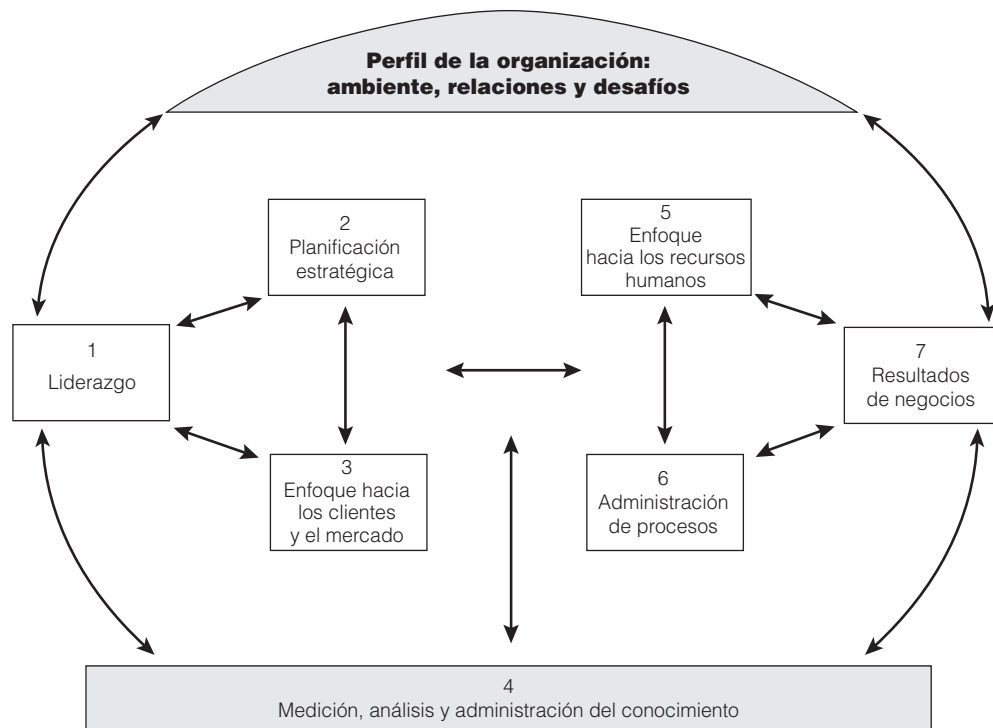 Perfil de la organización:
ambiente, relaciones y desafíos
2
Planificación
estratégica
5
Enfoque
hacia los recursos
humanos
1
Liderazgo
7
Resultados
de negocios
3
Enfoque hacia
los clientes
y el mercado
6
Administración
de procesos
4
Medición, análisis y administración del conocimiento